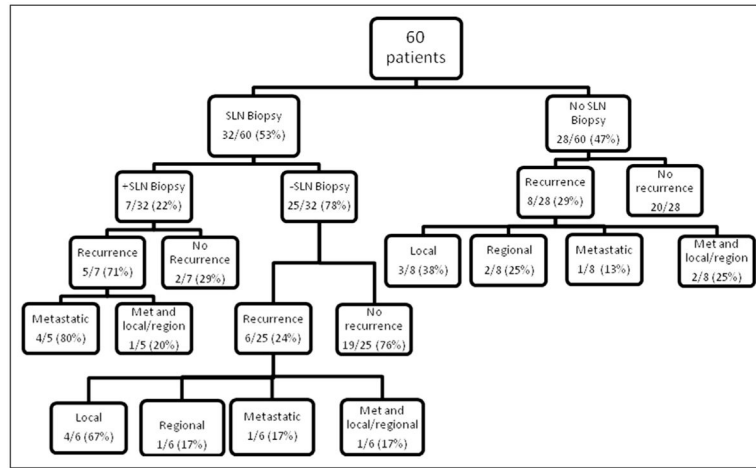 60
patients
SLN Biopsy
32/60 (53%)
No SLN
Biopsy
28/60 (47%)
+SLN Biopsy
7/32 (22%)
-SLN Biopsy
25/32 (78%)
Recurrence
8/28 (29%)
No
recurrence
20/28
Recurrence
5/7 (71%)
No
Recurrence
2/7 (29%)
Local
3/8 (38%)
Regional
2/8 (25%)
Metastatic
1/8 (13%)
Met and
local/region
2/8 (25%)
Metastatic
4/5 (80%)
Met and
local/region
1/5 (20%)
Recurrence
6/25 (24%)
No
recurrence
19/25 (76%)
Local
4/6 (67%)
Regional
1/6 (17%)
Metastatic
1/6 (17%)
Met and
local/regional
1/6 (17%)